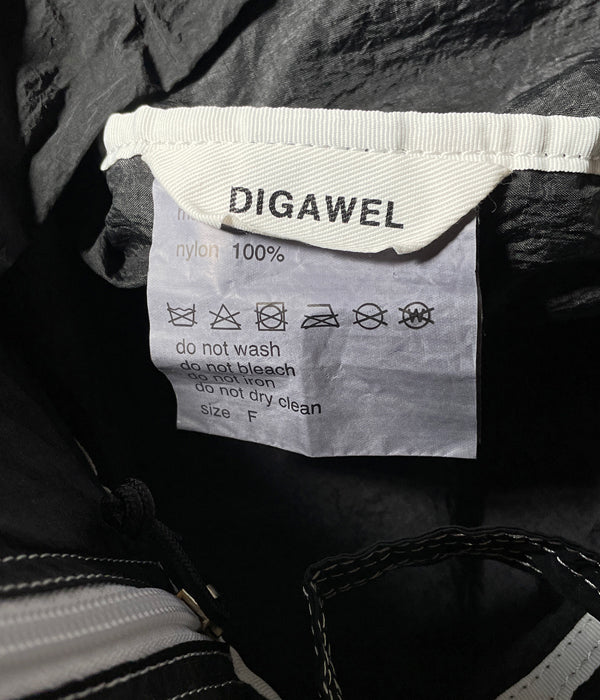 DIGAWEL
nylon 100%
W
do not wash
do not bleach
do not iron
do not dry clean
size F